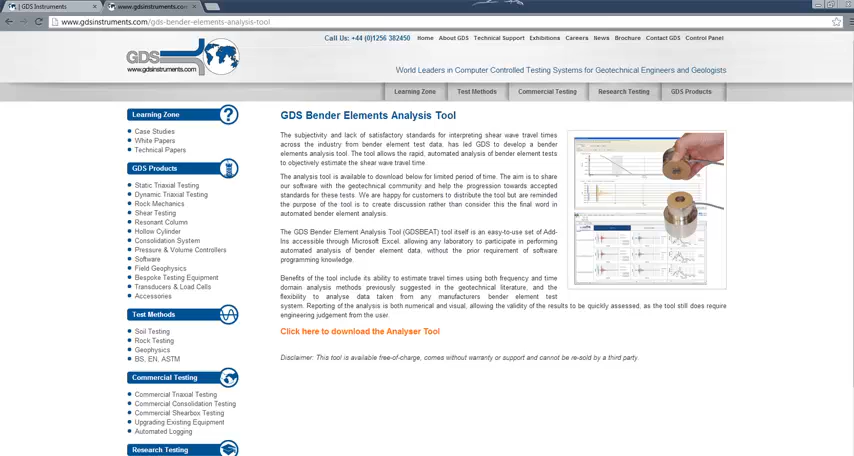 GDS Instruments
www.gdsinstruments.com
www.gdsinstruments.com/gds-bender-elements-analysis-tool
Call Us: +44 (0)1256 382450
Home
About GDS
Technical Support
Exhibitions
Careers
News
Brochure
Contact GDS
Control Panel
GDS
www.gdsinstruments.com
World Leaders in Computer Controlled Testing Systems for Geotechnical Engineers and Geologists
Learning Zone
Test Methods
Commercial Testing
Research Testing
GDS Products
Learning Zone
?
Case Studies
White Papers
Technical Papers
GDS Products
Static Triaxial Testing
Dynamic Triaxial Testing
Rock Mechanics
Shear Testing
Resonant Column
Hollow Cylinder
Consolidation System
Pressure & Volume Controllers
Software
Field Geophysics
Bespoke Testing Equipment
Transducers & Load Cells
Accessories
Test Methods
Soil Testing
Rock Testing
Geophysics
BS, EN, ASTM
Commercial Testing
Commercial Triaxial Testing
Commercial Consolidation Testing
Commercial Shearbox Testing
Upgrading Existing Equipment
Automated Logging
Research Testing
GDS Bender Elements Analysis Tool
The subjectivity and lack of satisfactory standards for interpreting shear wave travel times
across the industry from bender element test data, has led GDS to develop a bender
elements analysis tool. The tool allows the rapid, automated analysis of bender element tests
to objectively estimate the shear wave travel time
The analysis tool is available to download below for limited period of time. The aim is to share
our software with the geotechnical community and help the progression towards accepted
standards for these tests. We are happy for customers to distribute the tool but are reminded
the purpose of the tool is to create discussion rather than consider this the final word in
automated bender element analysis.
The GDS Bender Element Analysis Tool (GDSBEAT) tool itself is an easy-to-use set of Add-
Ins accessible through Microsoft Excel, allowing any laboratory to participate in performing
automated analysis of bender element data, without the prior requirement of software
programming knowledge.
Benefits of the tool include its ability to estimate travel times using both frequency and time
domain analysis methods previously suggested in the geotechnical literature, and the
flexibility to analyse data taken from any manufacturers bender element test
system. Reporting of the analysis is both numerical and visual, allowing the validity of the results to be quickly assessed, as the tool still does require
engineering judgement from the user.
Click here to download the Analyser Tool
Disclaimer: This tool is available free-of-charge, comes without warranty or support and cannot be re-sold by a third party.